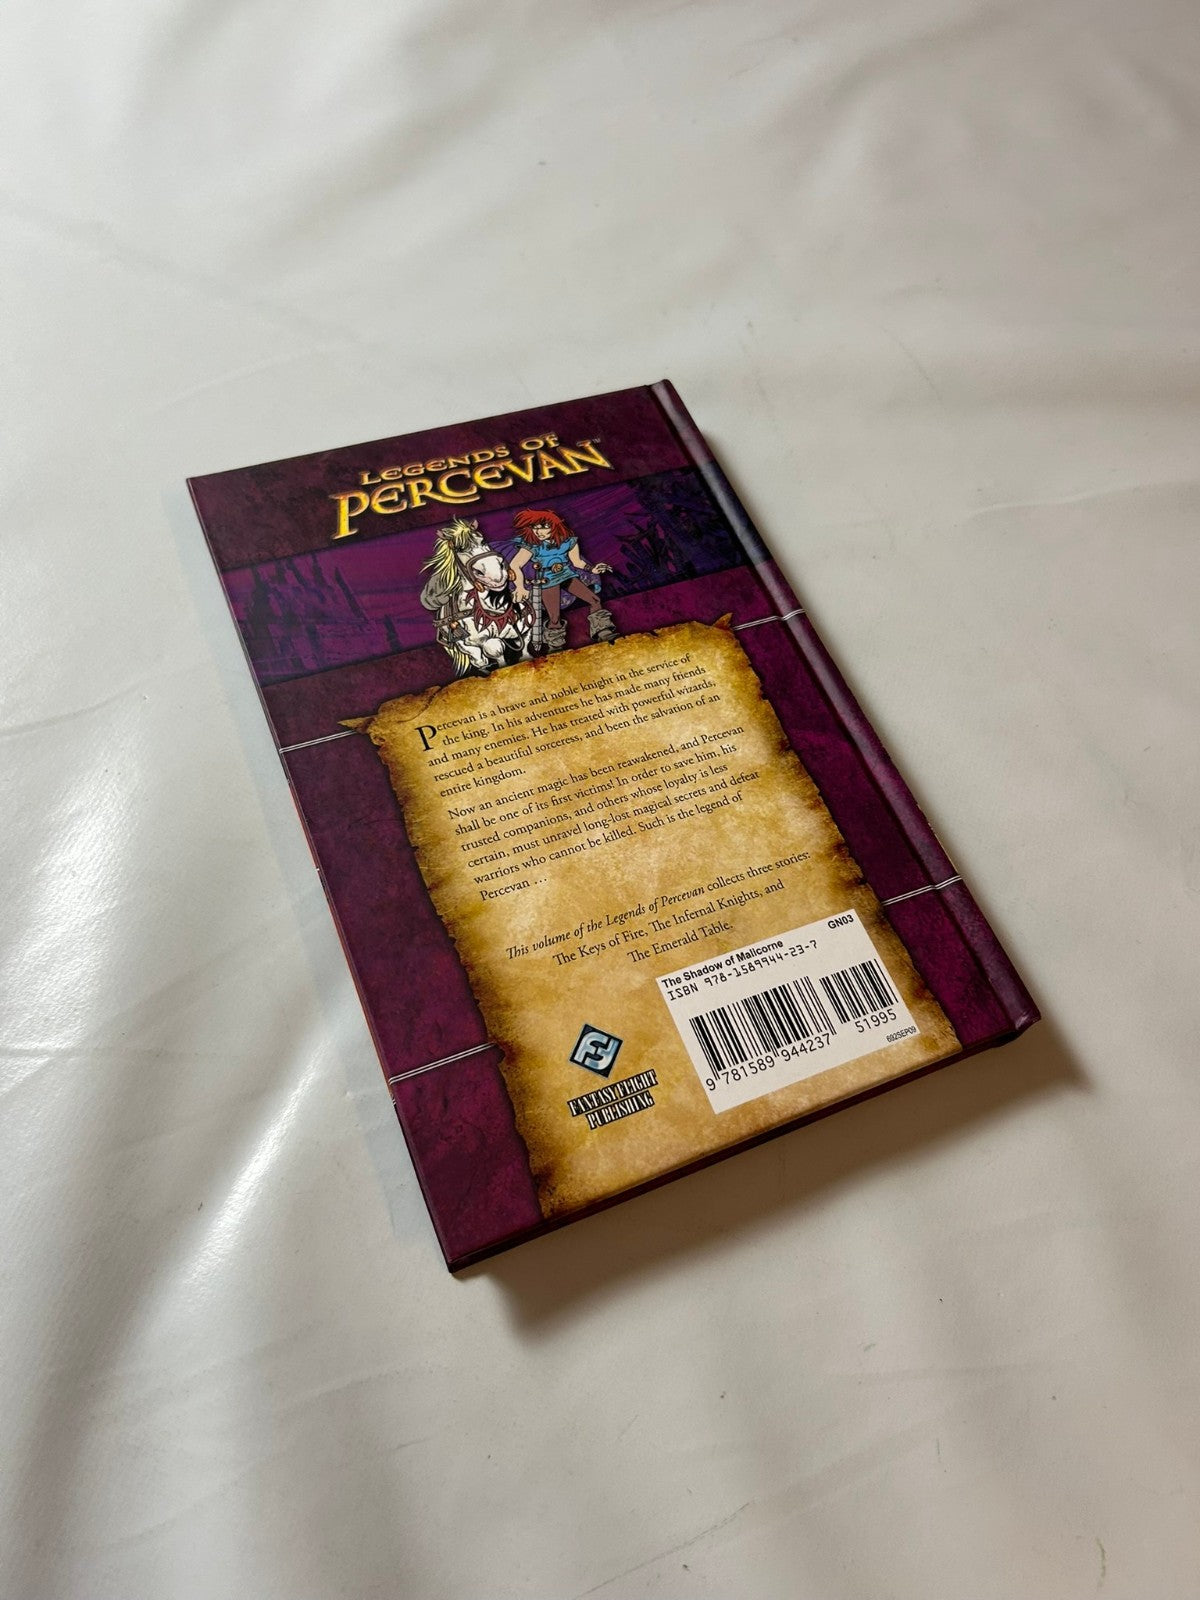 LEGENDS OF
PERCEVAN™
Percevan is a brave and noble knight in the service of
the king. In his adventures he has made many friends
and many enemies. He has treated with powerful wizards,
rescued a beautiful sorceress, and been the salvation of an
entire kingdom.
Now an ancient magic has been reawakened, and Percevan
shall be one of its first victims! In order to save him, his
trusted companions, and others whose loyalty is less
certain, must unravel long-lost magical secrets and defeat
warriors who cannot be killed. Such is the legend of
Percevan ...
This volume of the Legends of Percevan collects three stories:
The Keys of Fire, The Infernal Knights, and
The Emerald Table.
The Shadow of Malicorne GN03
ISBN 978-1589944-23-7
9 781589 944237 51995
692SEP09
FANTASY FLIGHT
PUBLISHING